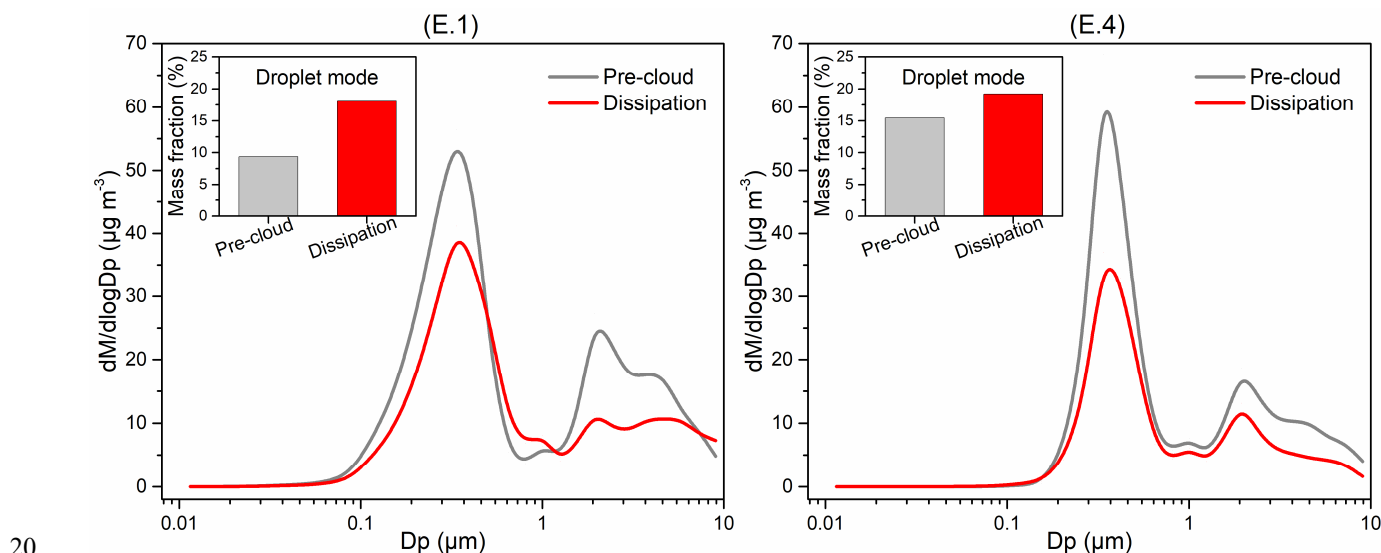 (E.1)
70
60
50
40
30
20
10
0
dM/dlogDp (µg m-3)
0.01
0.1
1
10
Dp (µm)
Pre-cloud
Dissipation
25
20
15
10
5
0
Mass fraction (%)
Droplet mode
Pre-cloud
Dissipation
(E.4)
70
60
50
40
30
20
10
0
dM/dlogDp (µg m-3)
0.01
0.1
1
10
Dp (µm)
Pre-cloud
Dissipation
25
20
15
10
5
0
Mass fraction (%)
Droplet mode
Pre-cloud
Dissipation
20